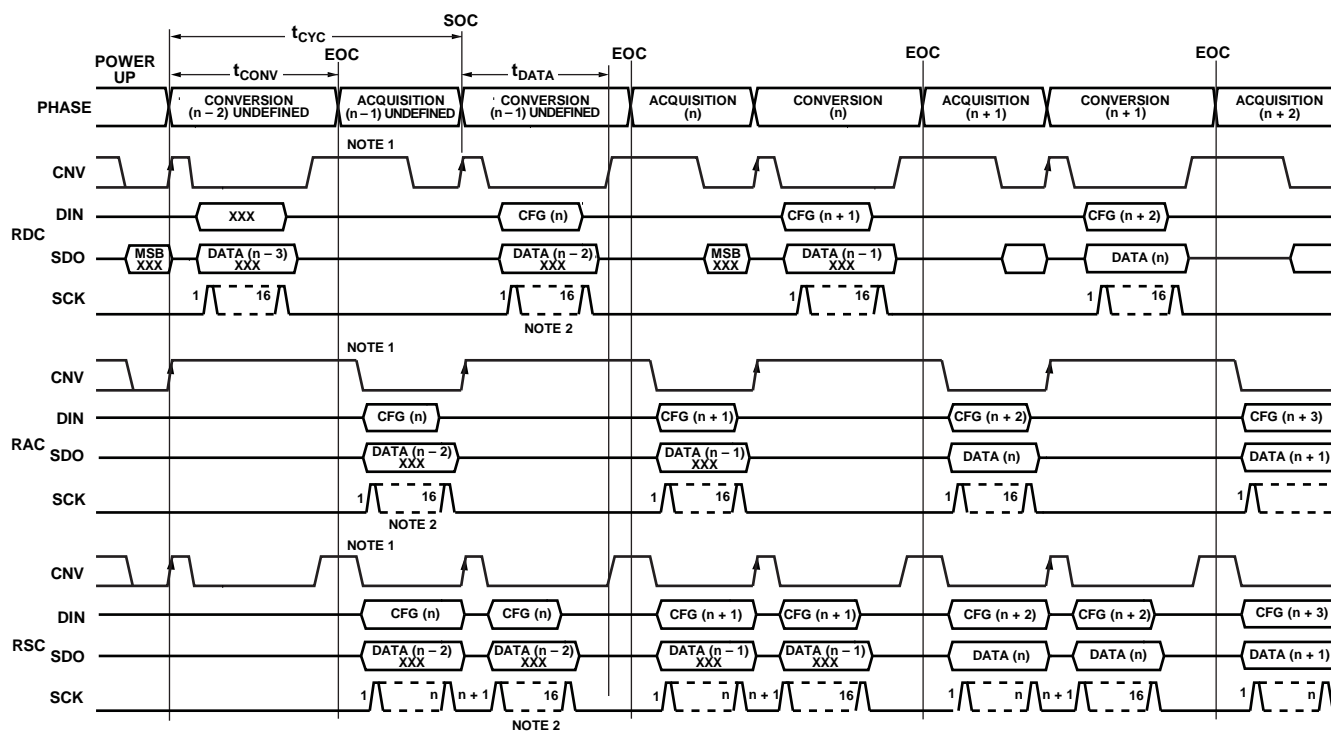 SOC
tCYC
POWER UP
EOC EOC EOC EOC
tCONV tDATA
PHASE
CONVERSION (n – 2) UNDEFINED
ACQUISITION (n – 1) UNDEFINED
CONVERSION (n – 1) UNDEFINED
ACQUISITION (n)
CONVERSION (n)
ACQUISITION (n + 1)
CONVERSION (n + 1)
ACQUISITION (n + 2)
NOTE 1
CNV
RDC
DIN XXX CFG (n) CFG (n + 1) CFG (n + 2)
SDO MSB XXX DATA (n – 3) XXX DATA (n – 2) XXX MSB XXX DATA (n – 1) XXX DATA (n)
SCK 1 16 1 16 1 16 1 16
NOTE 2
NOTE 1
CNV
RAC
DIN CFG (n) CFG (n + 1) CFG (n + 2) CFG (n + 3)
SDO DATA (n – 2) XXX DATA (n – 1) XXX DATA (n) DATA (n + 1)
SCK 1 16 1 16 1 16 1
NOTE 2
NOTE 1
CNV
RSC
DIN CFG (n) CFG (n) CFG (n + 1) CFG (n + 1) CFG (n + 2) CFG (n + 2) CFG (n + 3)
SDO DATA (n – 2) XXX DATA (n – 2) XXX DATA (n – 1) XXX DATA (n – 1) XXX DATA (n) DATA (n) DATA (n + 1)
SCK 1 n n + 1 16 1 n n + 1 16 1 n n + 1 16 1 n
NOTE 2